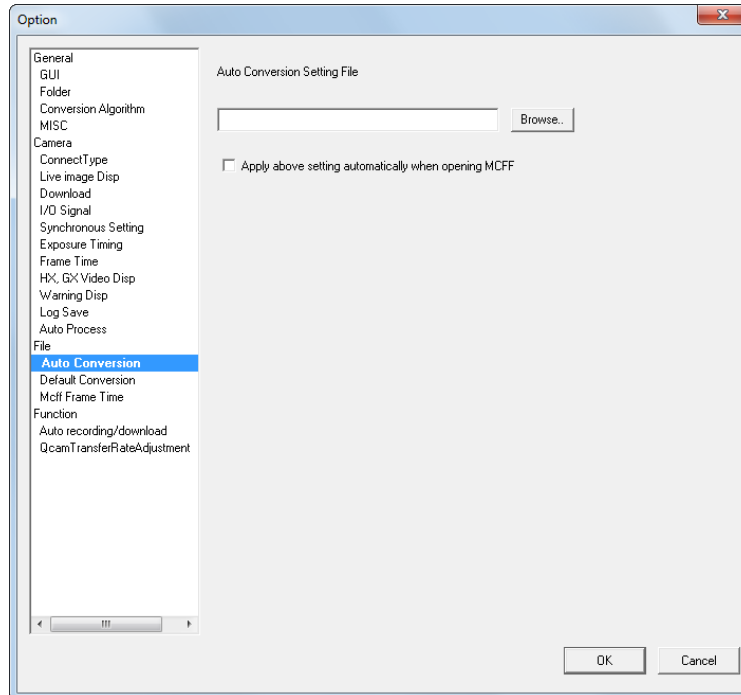 Option
General
GUI
Folder
Conversion Algorithm
MISC
Camera
ConnectType
Live image Disp
Download
I/O Signal
Synchronous Setting
Exposure Timing
Frame Time
HX, GX Video Disp
Warning Disp
Log Save
Auto Process
File
Auto Conversion
Default Conversion
Mcff Frame Time
Function
Auto recording/download
QcamTransferRateAdjustment
Auto Conversion Setting File
Browse..
Apply above setting automatically when opening MCFF
OK
Cancel